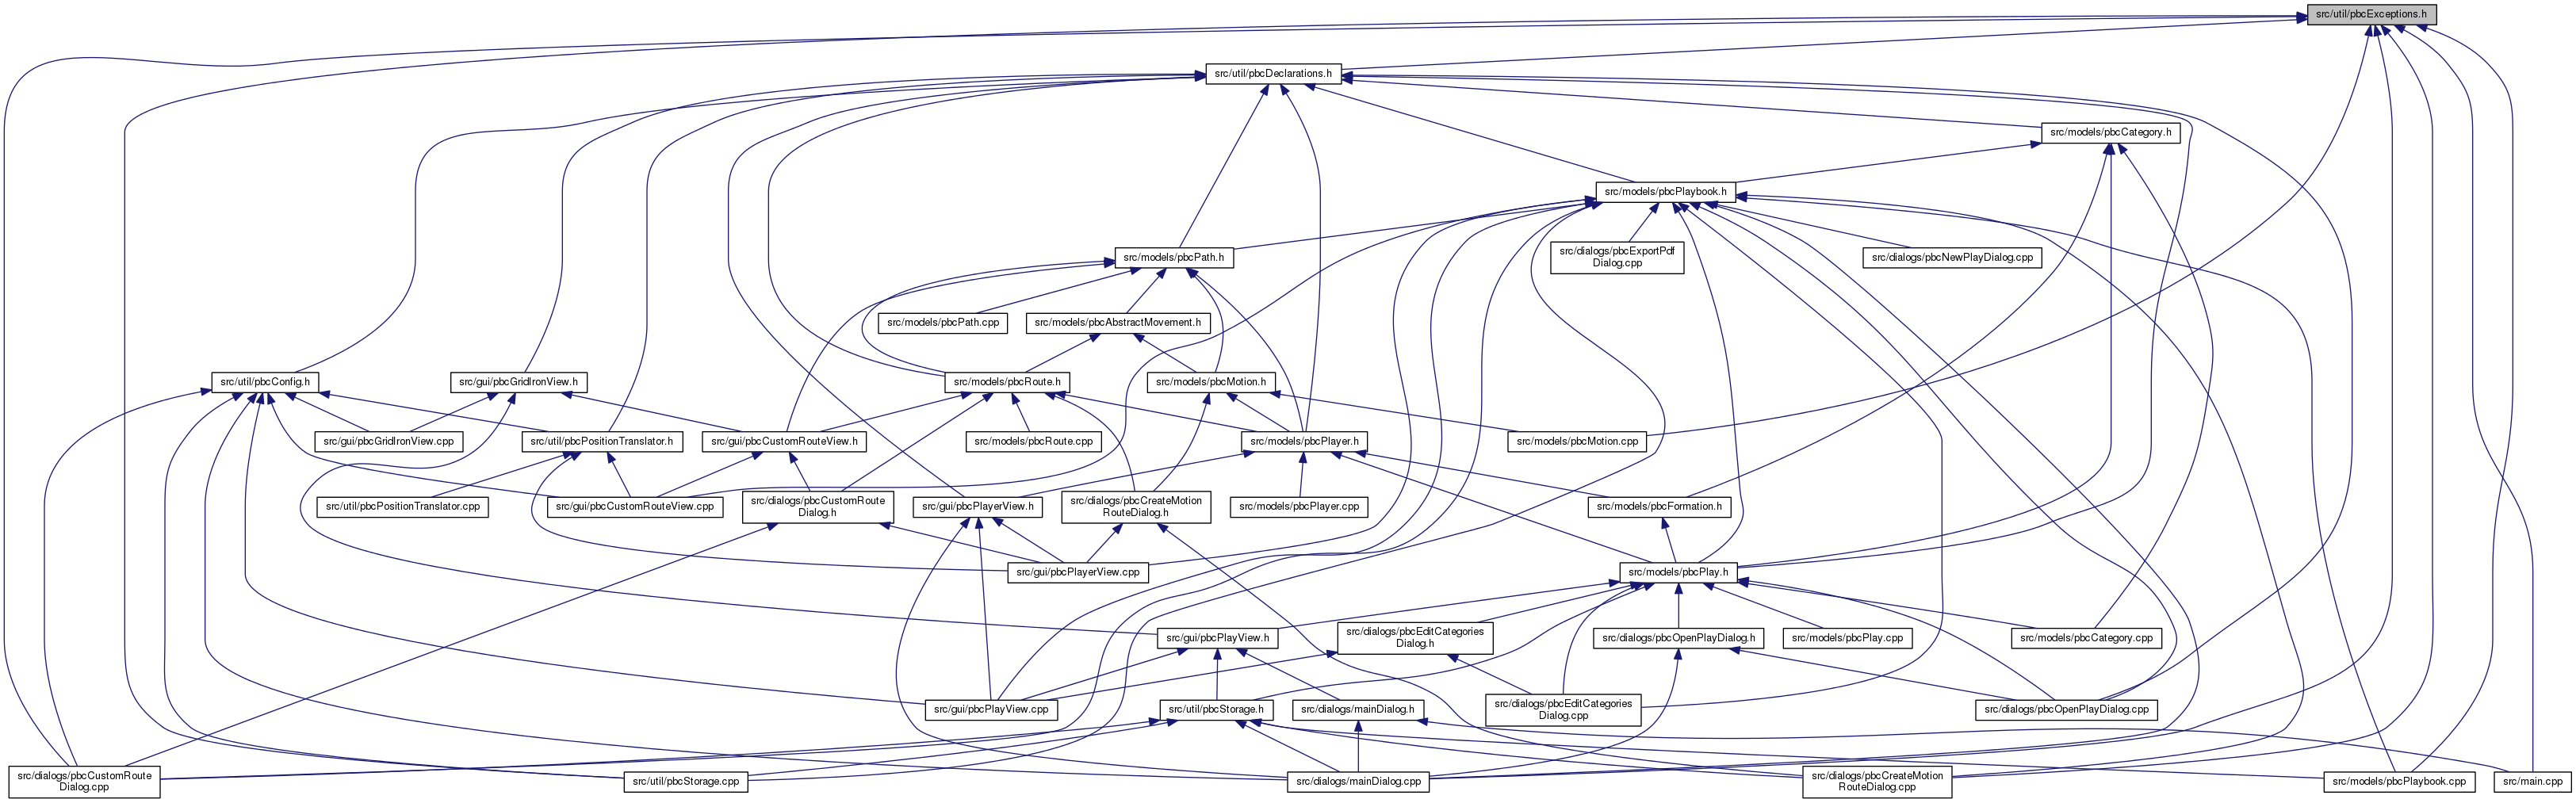 src/util/pbcExceptions.h
src/util/pbcDeclarations.h
src/models/pbcCategory.h
src/models/pbcPlaybook.h
src/models/pbcPath.h
src/dialogs/pbcExportPdf
Dialog.cpp
src/dialogs/pbcNewPlayDialog.cpp
src/models/pbcPath.cpp
src/models/pbcAbstractMovement.h
src/util/pbcConfig.h
src/gui/pbcGridIronView.h
src/models/pbcRoute.h
src/models/pbcMotion.h
src/gui/pbcGridIronView.cpp
src/util/pbcPositionTranslator.h
src/gui/pbcCustomRouteView.h
src/models/pbcRoute.cpp
src/models/pbcPlayer.h
src/models/pbcMotion.cpp
src/util/pbcPositionTranslator.cpp
src/gui/pbcCustomRouteView.cpp
src/dialogs/pbcCustomRoute
Dialog.h
src/gui/pbcPlayerView.h
src/dialogs/pbcCreateMotion
RouteDialog.h
src/models/pbcPlayer.cpp
src/models/pbcFormation.h
src/gui/pbcPlayerView.cpp
src/models/pbcPlay.h
src/gui/pbcPlayView.h
src/dialogs/pbcEditCategories
Dialog.h
src/dialogs/pbcOpenPlayDialog.h
src/models/pbcPlay.cpp
src/models/pbcCategory.cpp
src/gui/pbcPlayView.cpp
src/util/pbcStorage.h
src/dialogs/mainDialog.h
src/dialogs/pbcEditCategories
Dialog.cpp
src/dialogs/pbcOpenPlayDialog.cpp
src/dialogs/pbcCustomRoute
Dialog.cpp
src/util/pbcStorage.cpp
src/dialogs/mainDialog.cpp
src/dialogs/pbcCreateMotion
RouteDialog.cpp
src/models/pbcPlaybook.cpp
src/main.cpp